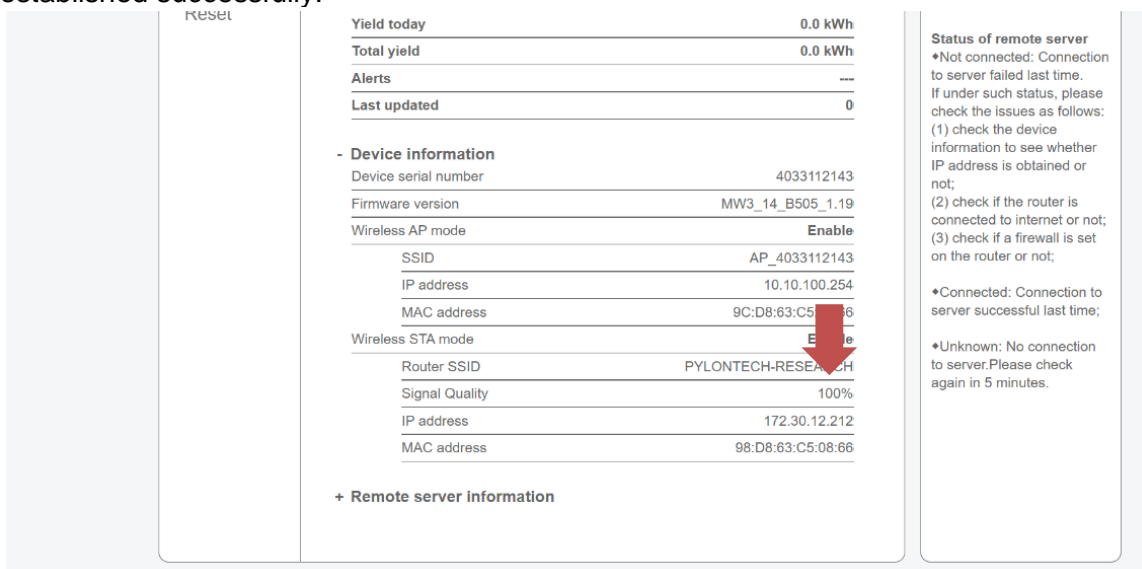 established successfully.
Reset
Yield today 0.0 kWh
Total yield 0.0 kWh
Alerts ---
Last updated 0
- Device information
Device serial number 4033112143
Firmware version MW3_14_B505_1.19
Wireless AP mode Enable
SSID AP_4033112143
IP address 10.10.100.254
MAC address
Wireless STA mode
Router SSID
Signal Quality 100%
IP address 172.30.12.212
MAC address 98:D8:63:C5:08:66
+ Remote server information
Status of remote server
◆Not connected: Connection
to server failed last time.
If under such status, please
check the issues as follows:
(1) check the device
information to see whether
IP address is obtained or
not;
(2) check if the router is
connected to internet or not;
(3) check if a firewall is set
on the router or not;
◆Connected: Connection to
server successful last time;
◆Unknown: No connection
to server.Please check
again in 5 minutes.